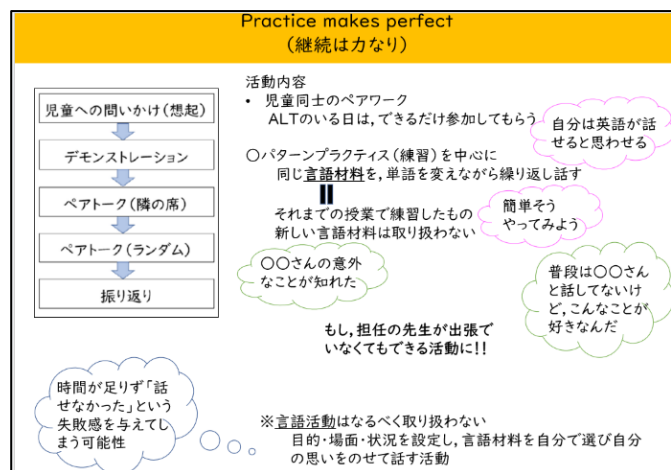 Practice makes perfect
(継続は力なり)
児童への問いかけ(想起)
デモンストレーション
ペアトーク(隣の席)
ペアトーク(ランダム)
振り返り
活動内容
• 児童同士のペアワーク
ALTのいる日は,できるだけ参加してもらう
自分は英語が話
せると思わせる
○パターンプラクティス(練習)を中心に
同じ言語材料を,単語を変えながら繰り返し話す
それまでの授業で練習したもの
新しい言語材料は取り扱わない
簡単そう
やってみよう
○○さんの意外
なことが知れた
普段は○○さん
と話してないけ
ど,こんなことが
好きなんだ
もし,担任の先生が出張で
いなくてもできる活動に!!
時間が足りず「話
せなかった」という
失敗感を与えてし
まう可能性
※言語活動はなるべく取り扱わない
目的・場面・状況を設定し,言語材料を自分で選び自分
の思いをのせて話す活動